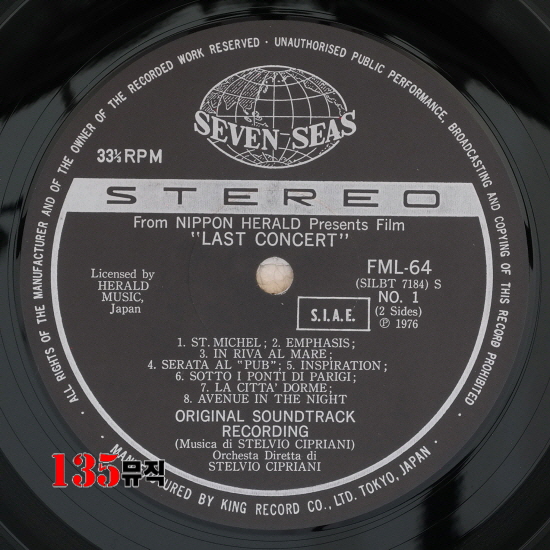 ALL RIGHTS OF THE MANUFACTURER AND OF THE OWNER OF THE RECORDED WORK RESERVED · UNAUTHORISED PUBLIC PERFORMANCE, BROADCASTING AND COPYING OF THIS RECORD PROHIBITED
SEVEN SEAS
33⅓ RPM
STEREO
From NIPPON HERALD Presents Film
"LAST CONCERT"
Licensed by
HERALD
MUSIC,
Japan
FML-64
(SILBT 7184) S
NO. 1
(2 Sides)
Ⓟ 1976
S.I.A.E.
1. ST. MICHEL; 2. EMPHASIS;
3. IN RIVA AL MARE;
4. SERATA AL "PUB"; 5. INSPIRATION;
6. SOTTO I PONTI DI PARIGI;
7. LA CITTA' DORME;
8. AVENUE IN THE NIGHT
ORIGINAL SOUNDTRACK
RECORDING
(Musica di STELVIO CIPRIANI)
Orchestra Diretta di
STELVIO CIPRIANI
135뮤직
URED BY KING RECORD CO., LTD. TOKYO, JAPAN.